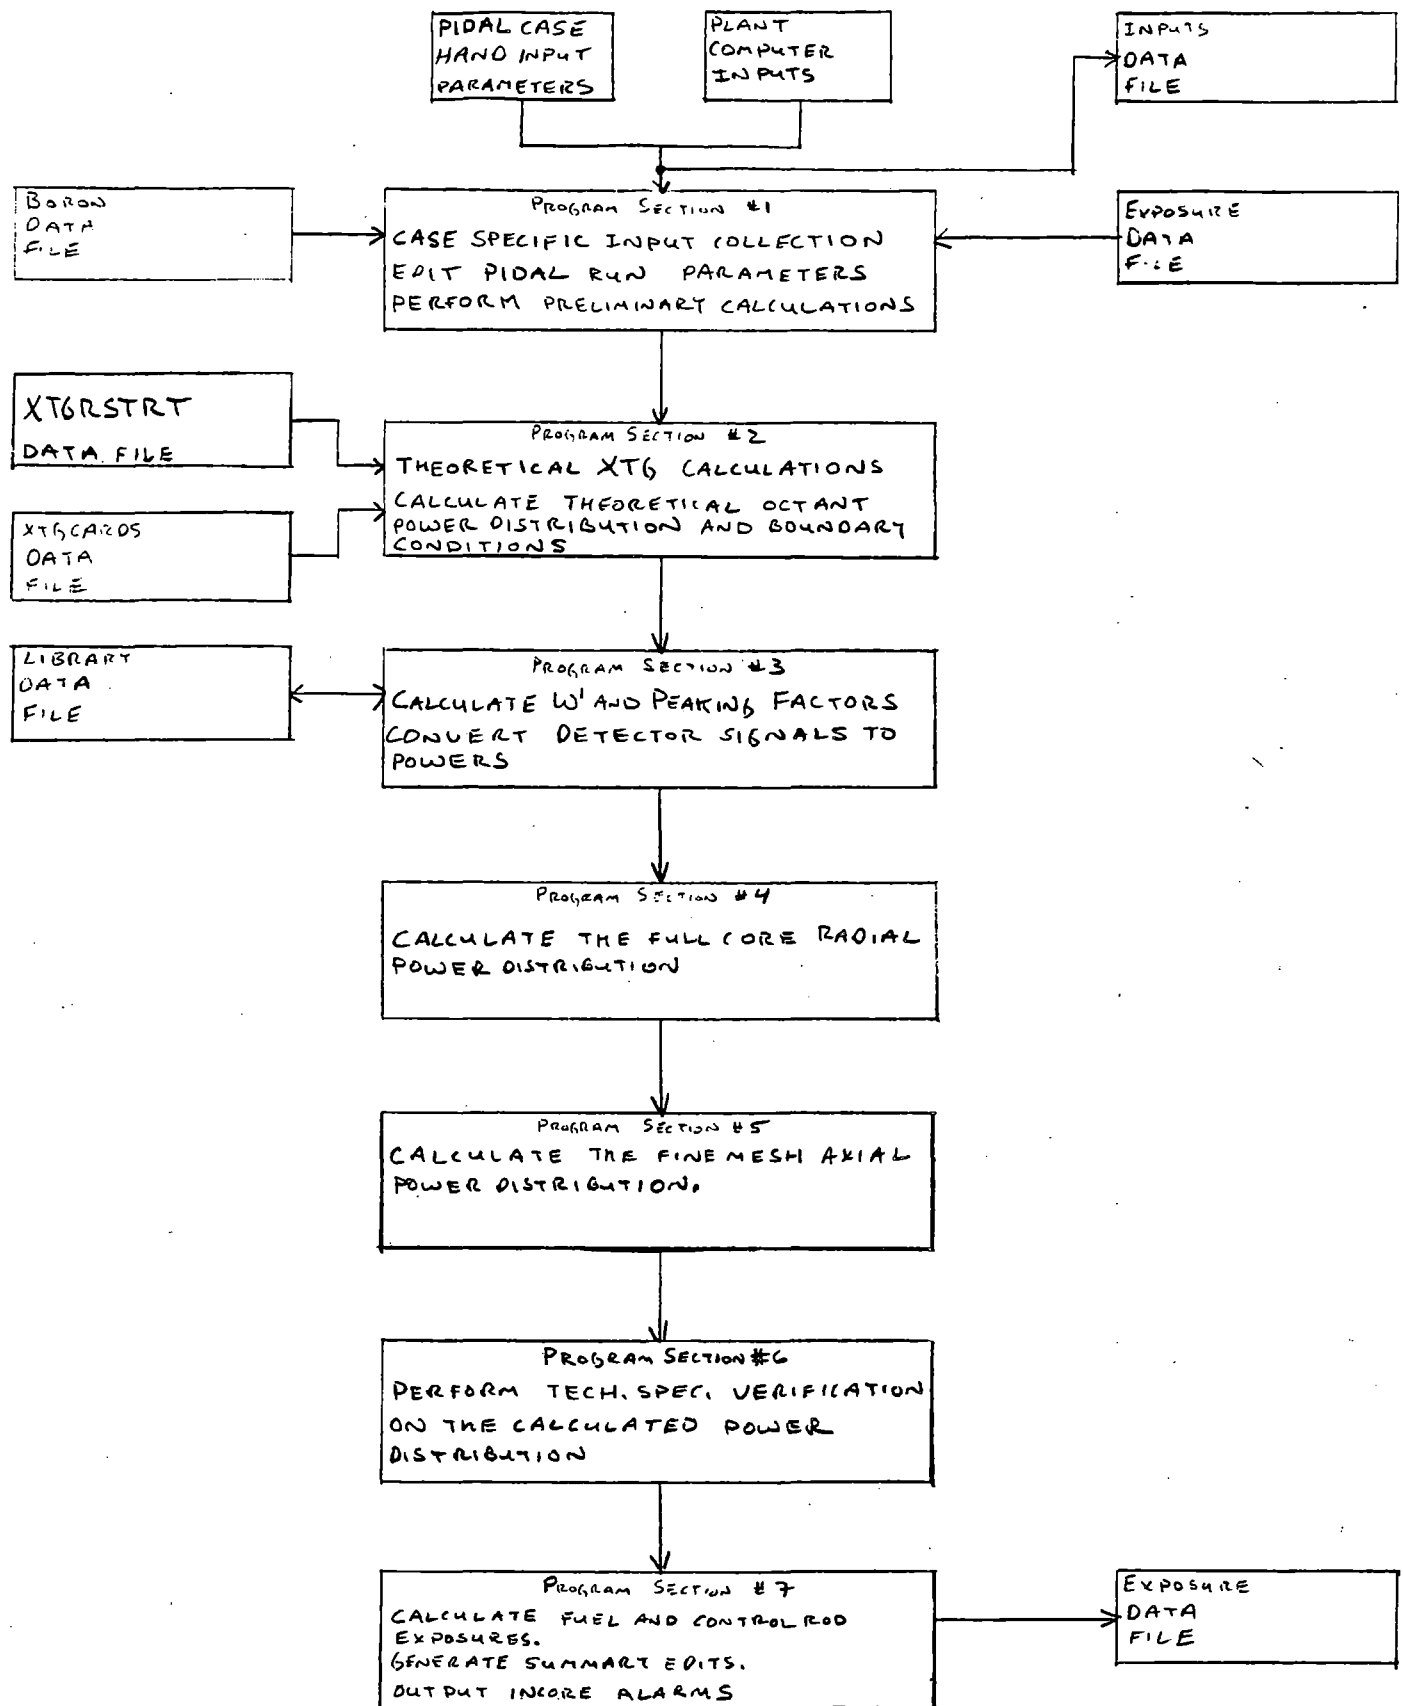 PIDAL CASE
HAND INPUT
PARAMETERS
PLANT
COMPUTER
INPUTS
INPUTS
DATA
FILE
BORON
DATA
FILE
PROGRAM SECTION #1
CASE SPECIFIC INPUT COLLECTION
EDIT PIDAL RUN PARAMETERS
PERFORM PRELIMINARY CALCULATIONS
EXPOSURE
DATA
FILE
XTGRSTRT
DATA FILE
XTGCARDS
DATA
FILE
PROGRAM SECTION #2
THEORETICAL XTG CALCULATIONS
CALCULATE THEORETICAL OCTANT
POWER DISTRIBUTION AND BOUNDARY
CONDITIONS
LIBRARY
DATA
FILE
PROGRAM SECTION #3
CALCULATE W' AND PEAKING FACTORS
CONVERT DETECTOR SIGNALS TO
POWERS
PROGRAM SECTION #4
CALCULATE THE FULL CORE RADIAL
POWER DISTRIBUTION
PROGRAM SECTION #5
CALCULATE THE FINE MESH AXIAL
POWER DISTRIBUTION.
PROGRAM SECTION #6
PERFORM TECH. SPEC. VERIFICATION
ON THE CALCULATED POWER
DISTRIBUTION
PROGRAM SECTION #7
CALCULATE FUEL AND CONTROL ROD
EXPOSURES.
GENERATE SUMMARY EDITS.
OUTPUT INCORE ALARMS
EXPOSURE
DATA
FILE